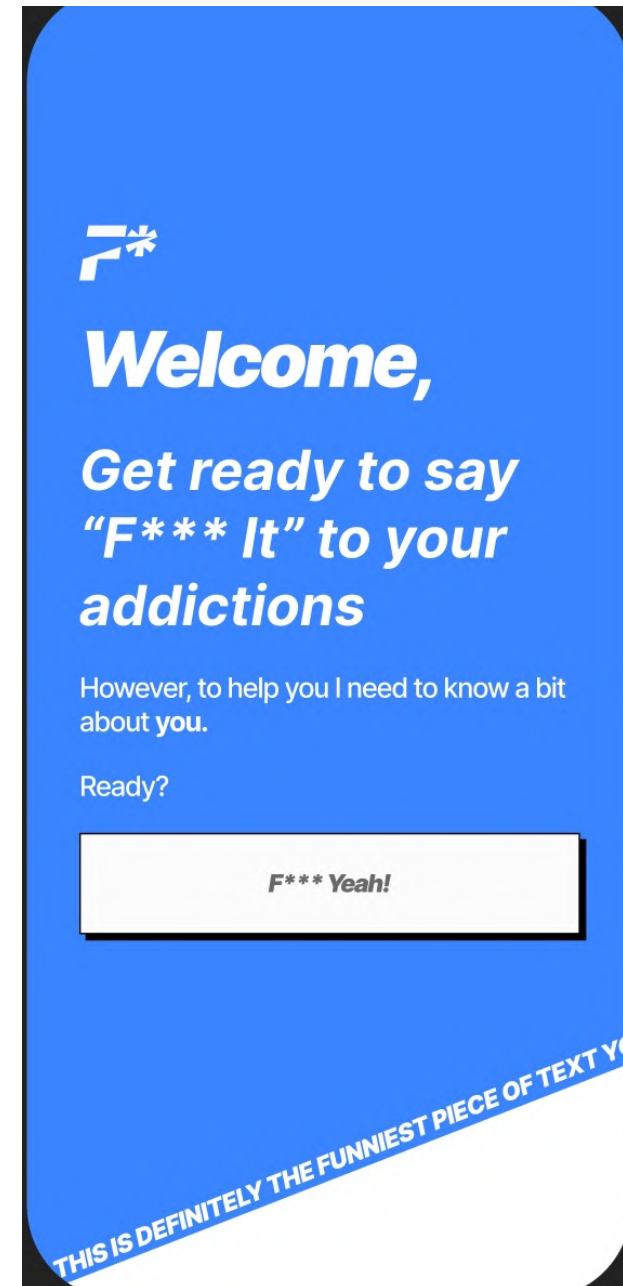 F*
Welcome,
Get ready to say
“F*** It” to your
addictions
However, to help you I need to know a bit
about you.
Ready?
F*** Yeah!
THIS IS DEFINITELY THE FUNNIEST PIECE OF TEXT YO